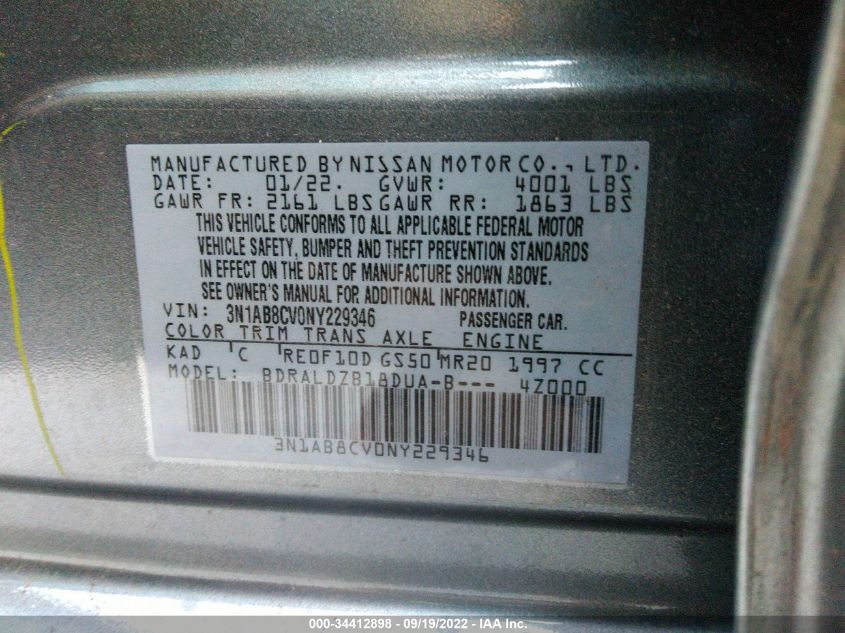 MANUFACTURED BY NISSAN MOTOR CO., LTD.
DATE: 01/22. GVWR: 4001 LBS
GAWR FR: 2161 LBS GAWR RR: 1863 LBS
THIS VEHICLE CONFORMS TO ALL APPLICABLE FEDERAL MOTOR
VEHICLE SAFETY, BUMPER AND THEFT PREVENTION STANDARDS
IN EFFECT ON THE DATE OF MANUFACTURE SHOWN ABOVE.
SEE OWNER'S MANUAL FOR ADDITIONAL INFORMATION.
VIN: 3N1AB8CV0NY229346 PASSENGER CAR.
COLOR TRIM TRANS AXLE ENGINE
KAD C RE0F10D GS50 MR20 1997 CC
MODEL: BDRALDZB18DUA-B--- 4Z000
3N1AB8CV0NY229346
000-34412898 - 09/19/2022 - IAA Inc.